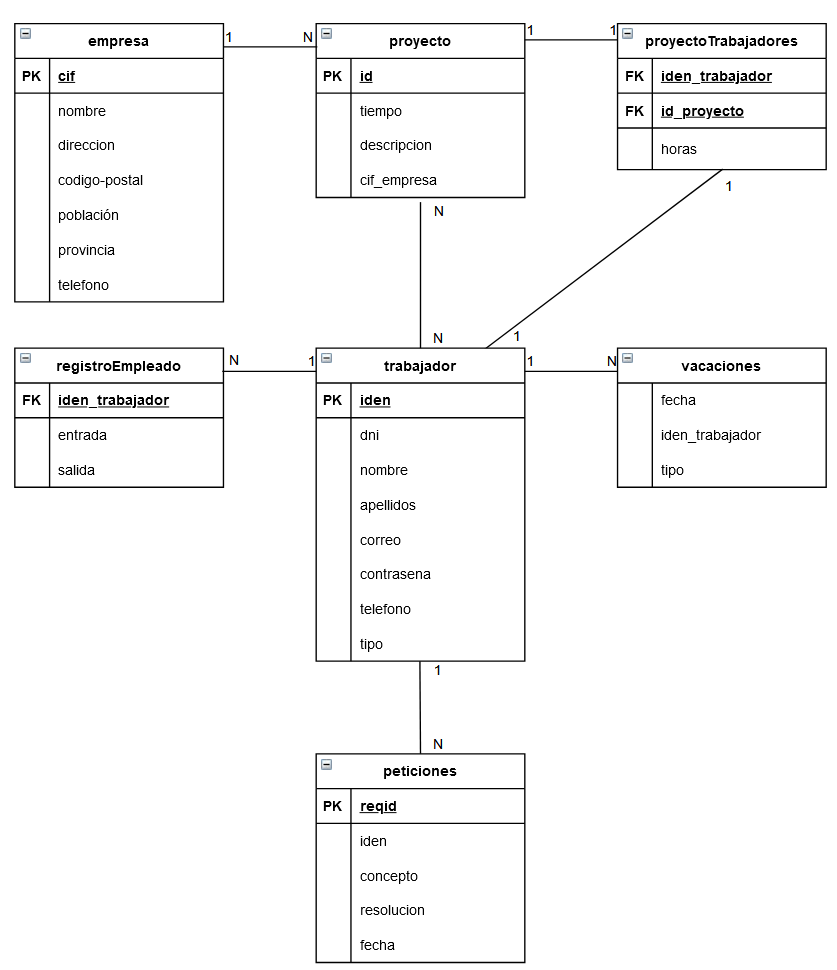 empresa
PK cif
nombre
direccion
codigo-postal
población
provincia
telefono
1 N
proyecto
PK id
tiempo
descripcion
cif_empresa
1 1
proyectoTrabajadores
FK iden_trabajador
FK id_proyecto
horas
1
N
N
1
registroEmpleado
FK iden_trabajador
entrada
salida
N 1
trabajador
PK iden
dni
nombre
apellidos
correo
contrasena
telefono
tipo
1 N
vacaciones
fecha
iden_trabajador
tipo
1
N
peticiones
PK reqid
iden
concepto
resolucion
fecha